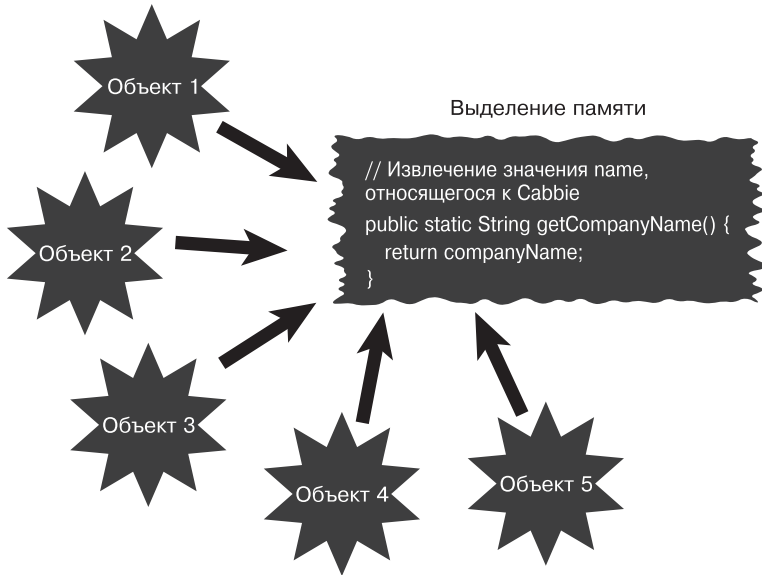 Объект 1
Выделение памяти
// Извлечение значения name,
относящегося к Cabbie
public static String getCompanyName() {
return companyName;
}
Объект 2
Объект 3
Объект 4
Объект 5